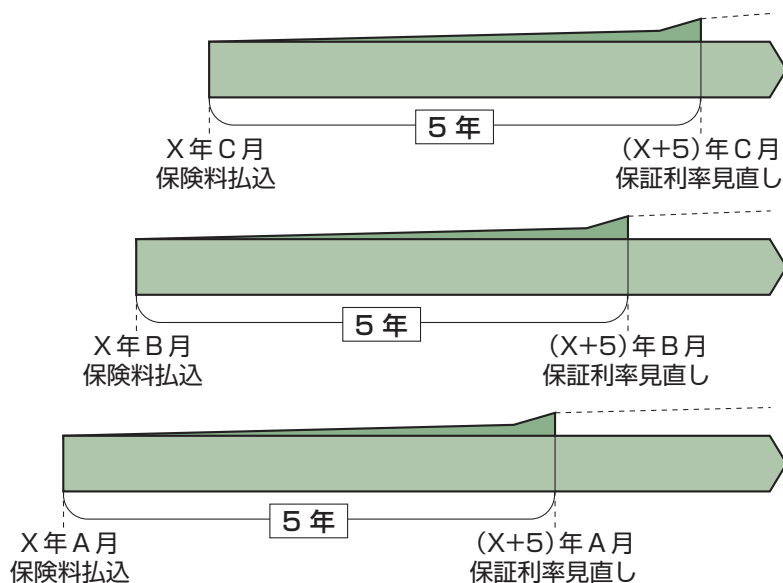 5年
X年C月
保険料払込
(X+5)年C月
保証利率見直し
5年
X年B月
保険料払込
(X+5)年B月
保証利率見直し
5年
X年A月
保険料払込
(X+5)年A月
保証利率見直し